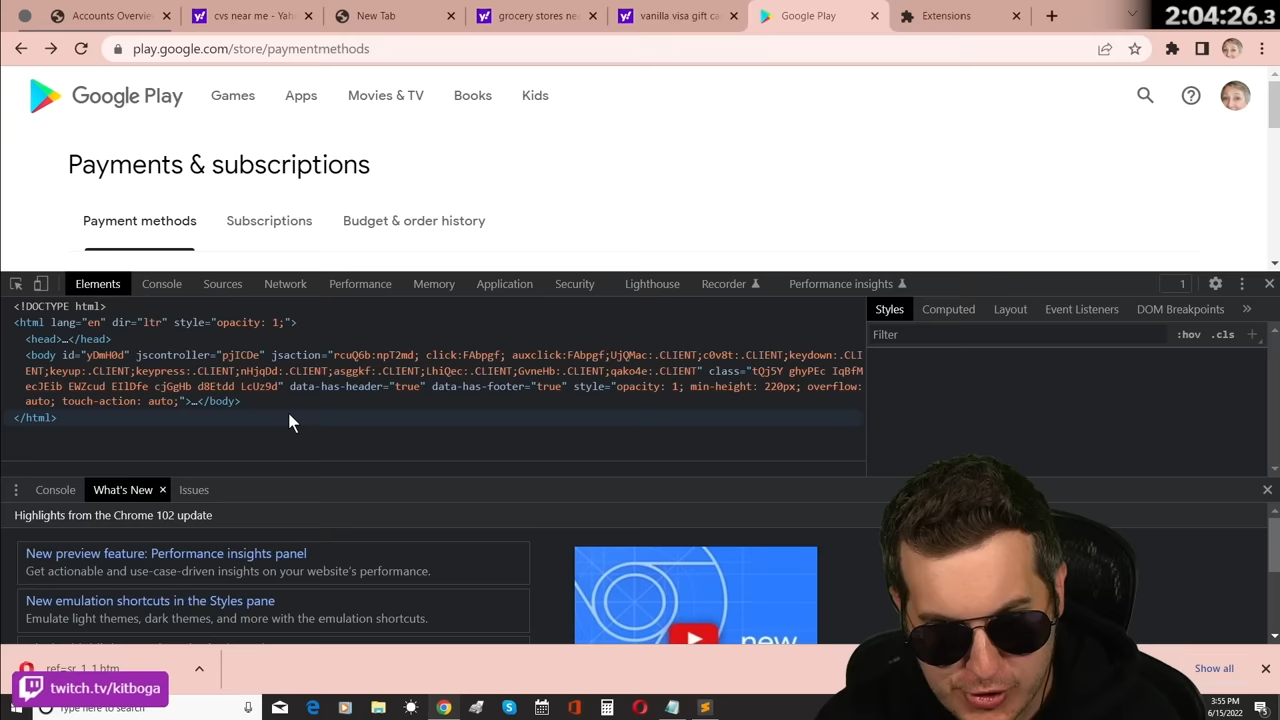 Accounts Overvie
cvs near me - Yah
New Tab
grocery stores ne
vanilla visa gift ca
Google Play
Extensions
2:04:26.3
play.google.com/store/paymentmethods
Google Play
Games
Apps
Movies & TV
Books
Kids
Payments & subscriptions
Payment methods
Subscriptions
Budget & order history
Elements
Console
Sources
Network
Performance
Memory
Application
Security
Lighthouse
Recorder
Performance insights
1
<!DOCTYPE html>
<html lang="en" dir="ltr" style="opacity: 1;">
<head>…</head>
<body id="yDmH0d" jscontroller="pjICDe" jsaction="rcuQ6b:npT2md; click:FAbpgf; auxclick:FAbpgf;UjQMac:.CLIENT;c0v8t:.CLIENT;keydown:.CLI
ENT;keyup:.CLIENT;keypress:.CLIENT;nHjqDd:.CLIENT;asggkf:.CLIENT;LhiQec:.CLIENT;GvneHb:.CLIENT;qako4e:.CLIENT" class="tQj5Y ghyPEc IqBfM
ecJEib EWZcud EIlDfe cjGgHb d8Etdd LcUz9d" data-has-header="true" data-has-footer="true" style="opacity: 1; min-height: 220px; overflow:
auto; touch-action: auto;">…</body>
</html>
Styles
Computed
Layout
Event Listeners
DOM Breakpoints
Filter
:hov
.cls
Console
What's New
Issues
Highlights from the Chrome 102 update
New preview feature: Performance insights panel
Get actionable and use-case-driven insights on your website's performance.
New emulation shortcuts in the Styles pane
Emulate light themes, dark themes, and more with the emulation shortcuts.
new
ref=sr_1_1.htm
Show all
twitch.tv/kitboga
Type here to search
3:55 PM
6/15/2022